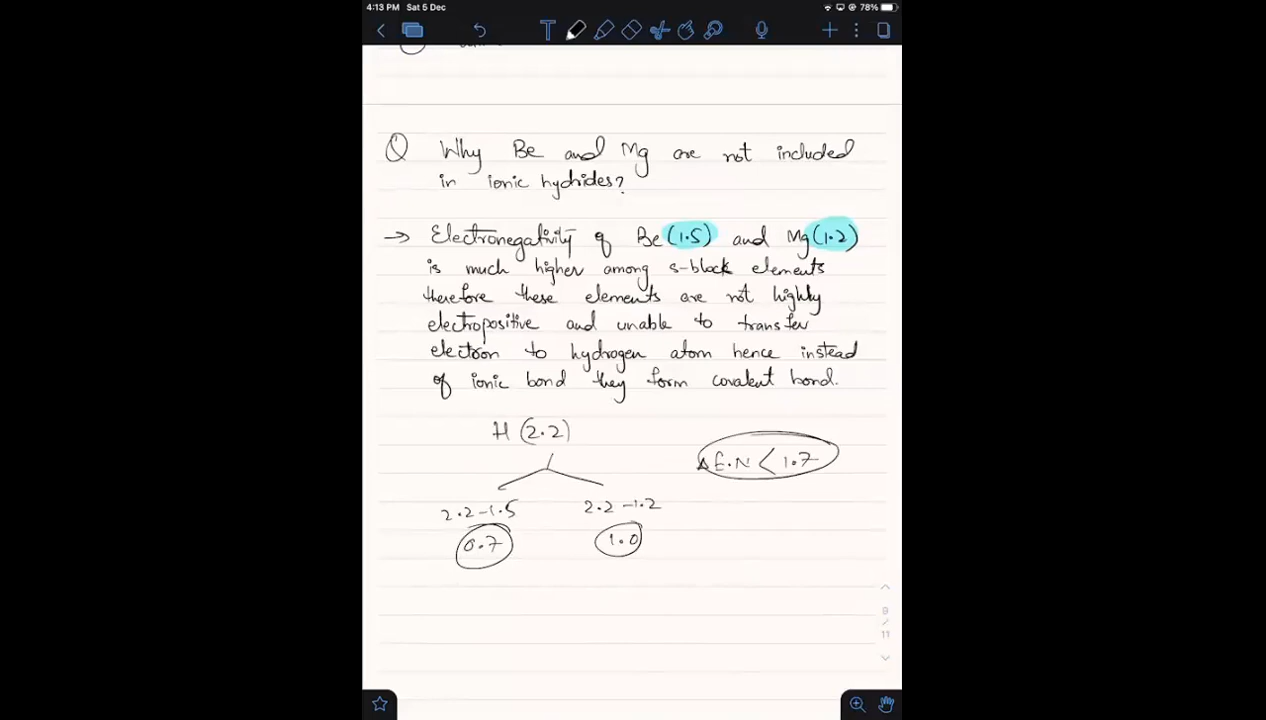 4:13 PM Sat 5 Dec
78%
Q Why Be and Mg are not included
in ionic hydrides?
→ Electronegativity of Be (1.5) and Mg (1.2)
is much higher among s-block elements
therefore these elements are not highly
electropositive and unable to transfer
electron to hydrogen atom hence instead
of ionic bond they form covalent bond.
H (2.2)
Δ E.N < 1.7
2.2 - 1.5
2.2 - 1.2
0.7
1.0
9
/
11